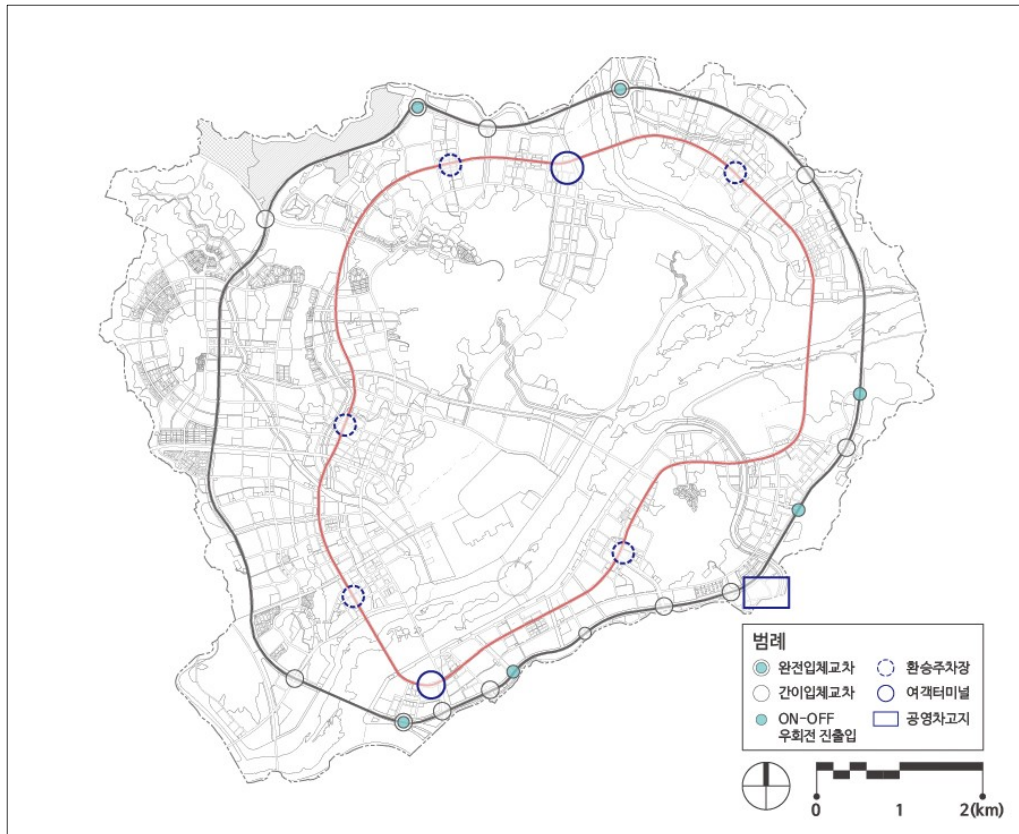 범례
완전입체교차
환승주차장
간이입체교차
여객터미널
ON-OFF
우회전 진출입
공영차고지
0 1 2(km)